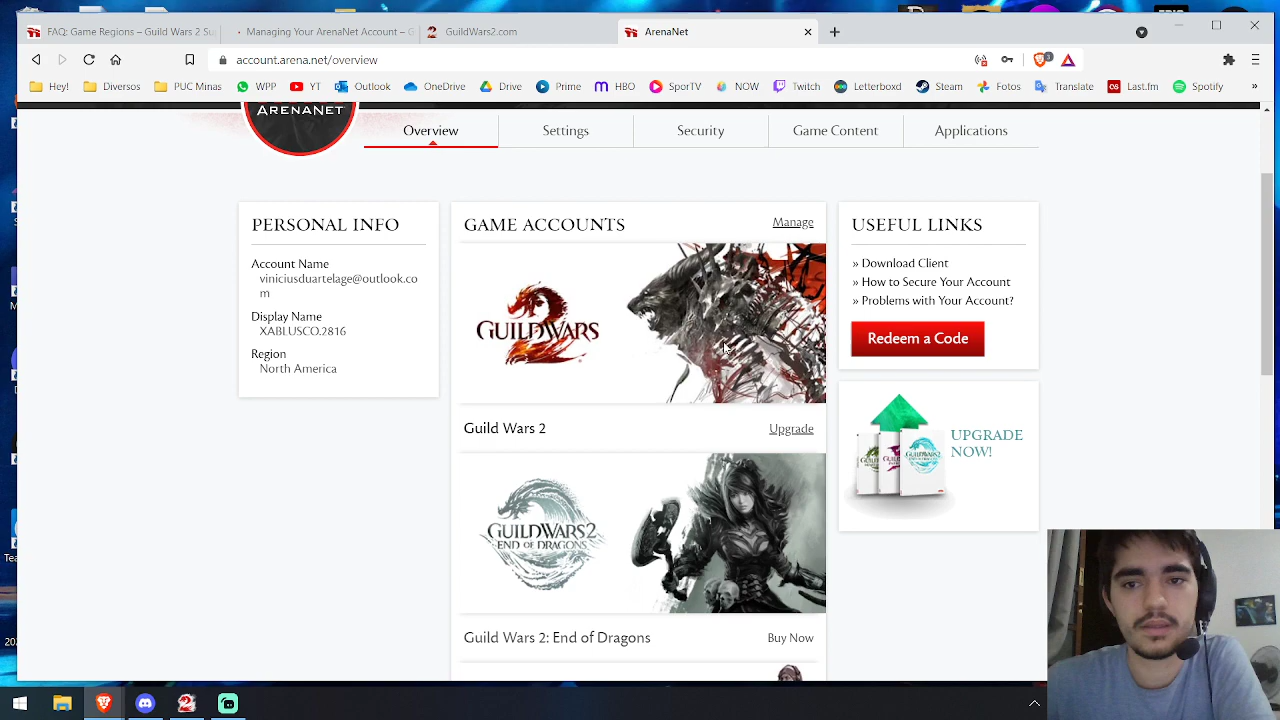 FAQ: Game Regions – Guild Wars 2 Su
Managing Your ArenaNet Account – G
GuildWars2.com
ArenaNet
account.arena.net/overview
Hey!
Diversos
PUC Minas
WPP
YT
Outlook
OneDrive
Drive
Prime
HBO
SporTV
NOW
Twitch
Letterboxd
Steam
Fotos
Translate
Last.fm
Spotify
»
ARENANET
Overview
Settings
Security
Game Content
Applications
PERSONAL INFO
Account Name
viniciusduartelage@outlook.co
m
Display Name
XABLUSCO.2816
Region
North America
GAME ACCOUNTS
Manage
GUILDWARS
2
Guild Wars 2
Upgrade
GUILDWARS2
END OF DRAGONS
Guild Wars 2: End of Dragons
Buy Now
USEFUL LINKS
» Download Client
» How to Secure Your Account
» Problems with Your Account?
Redeem a Code
UPGRADE
NOW!